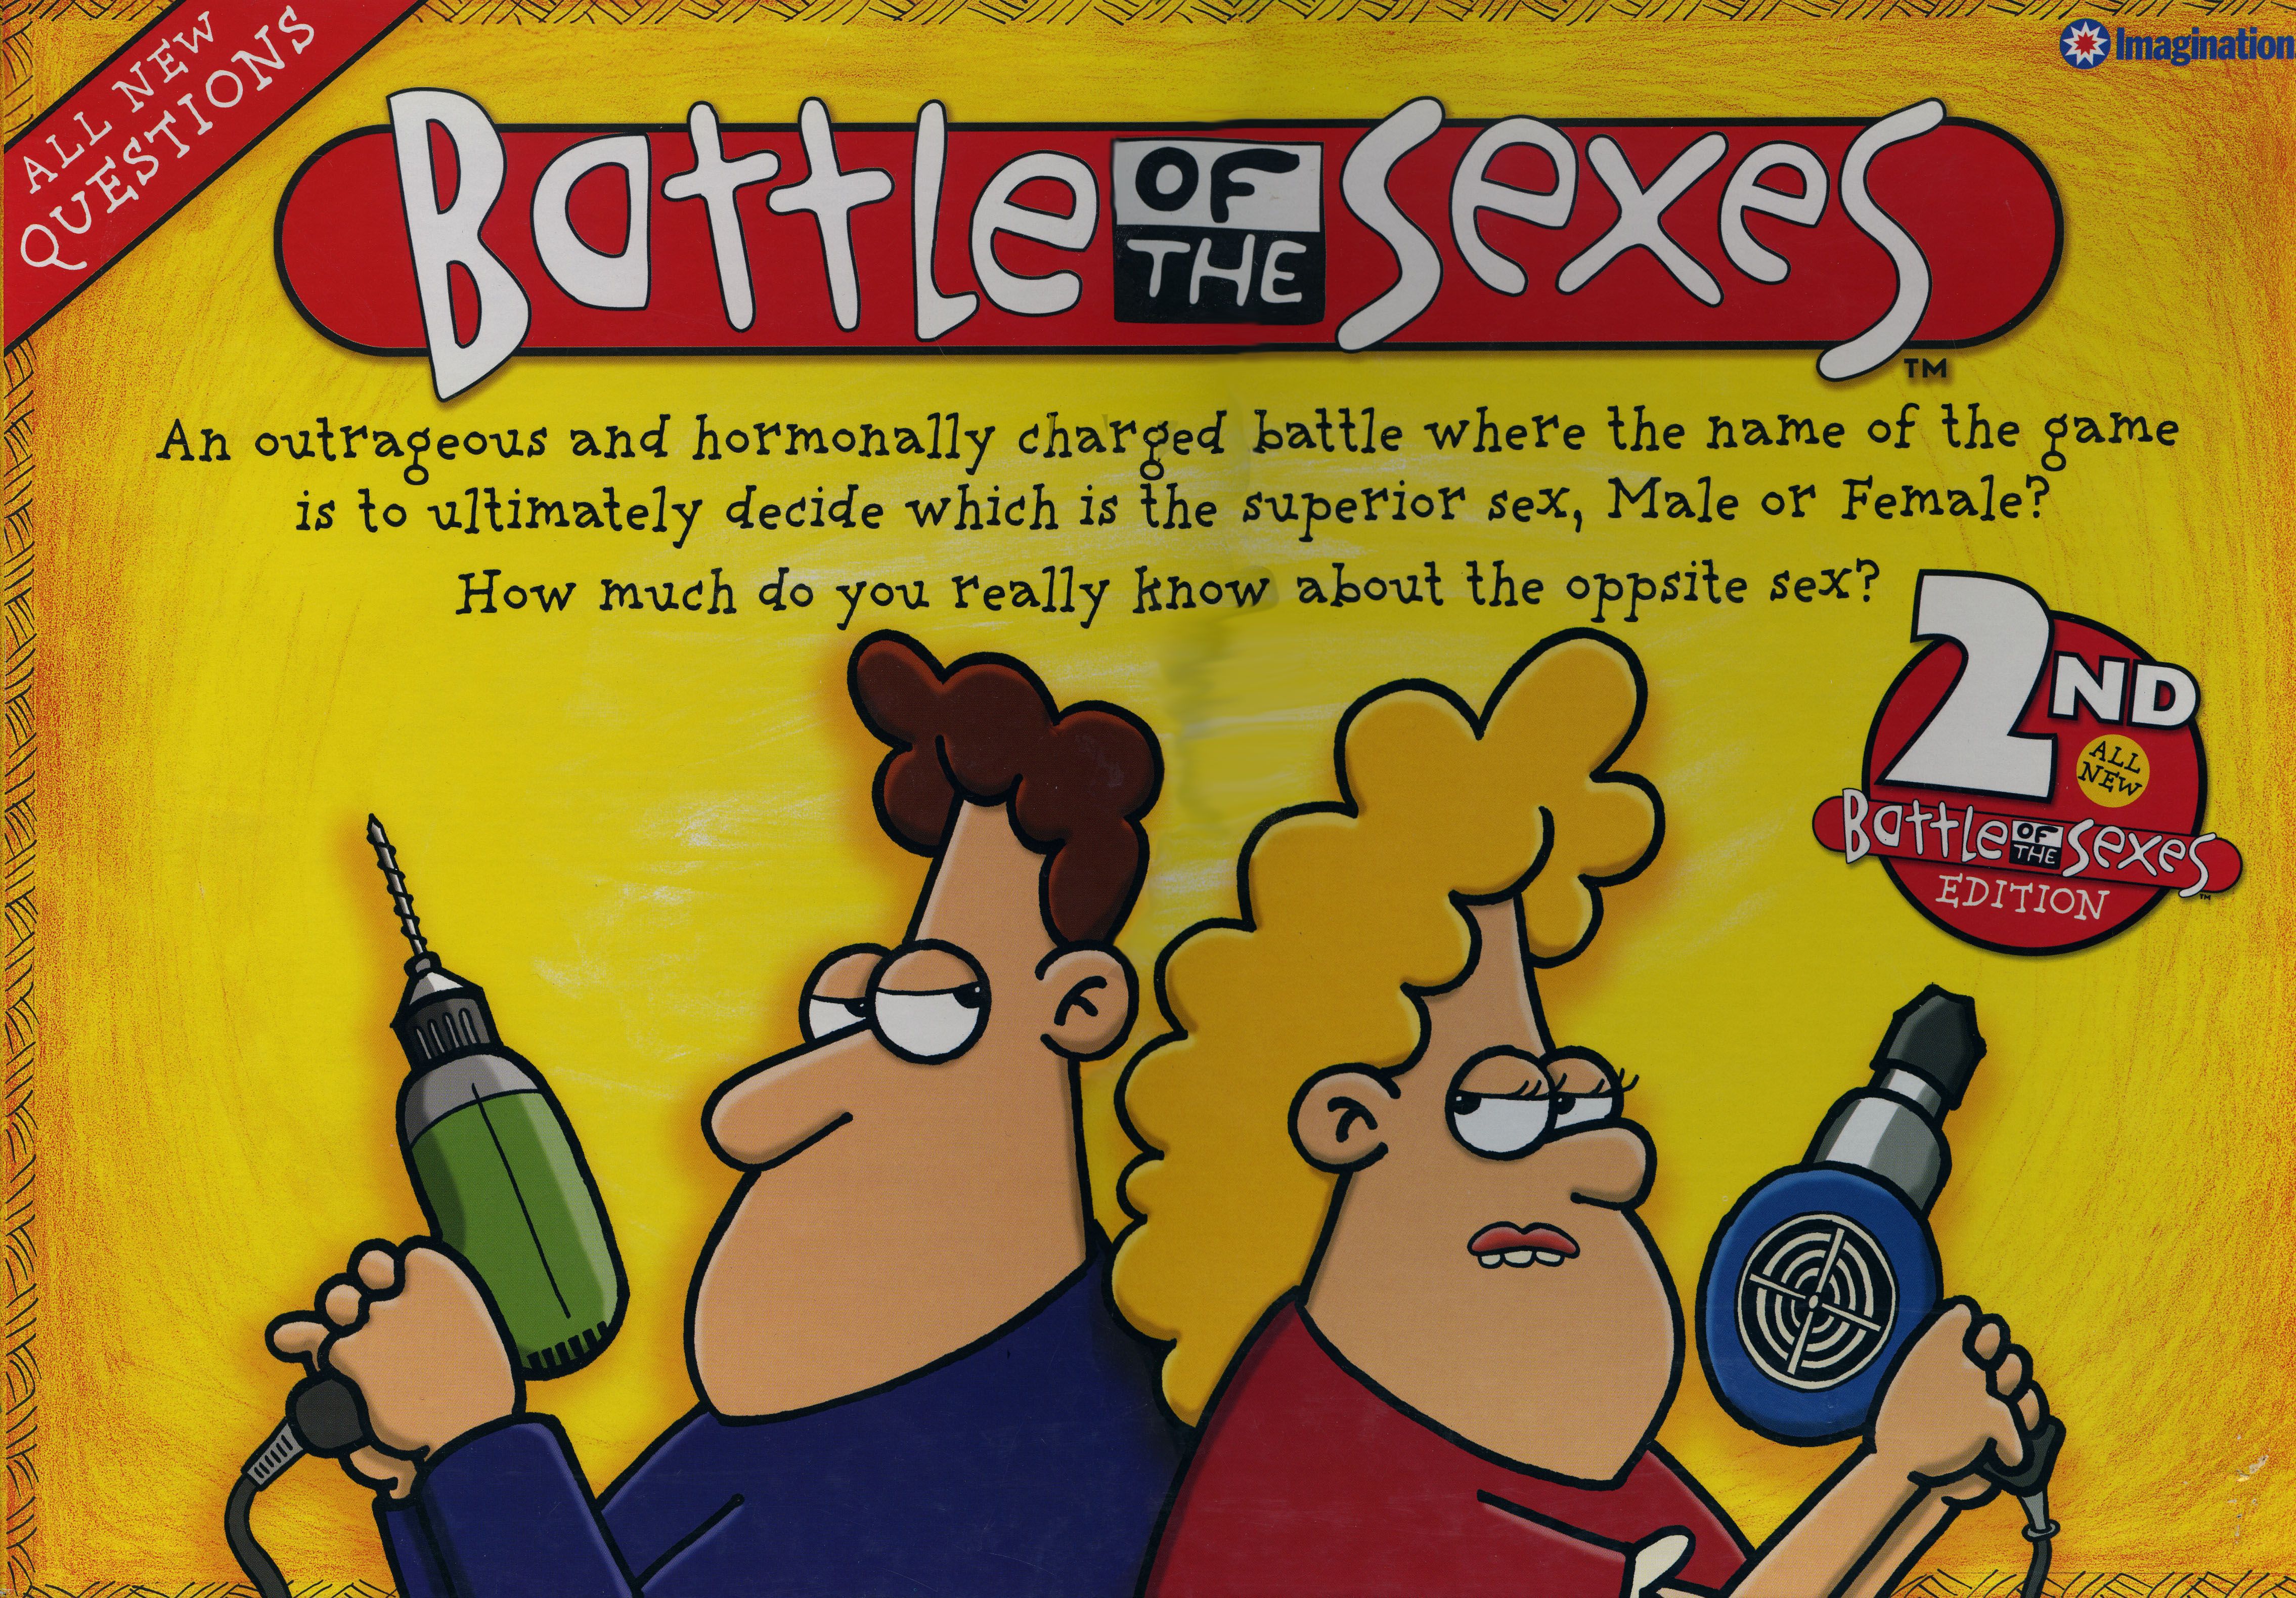 ALL NEW
QUESTIONS
Imagination
Battle OF THE Sexes
TM
An outrageous and hormonally charged battle where the name of the game
is to ultimately decide which is the superior sex, Male or Female?
How much do you really know about the oppsite sex?
2ND
ALL
NEW
Battle OF THE Sexes
TM
EDITION